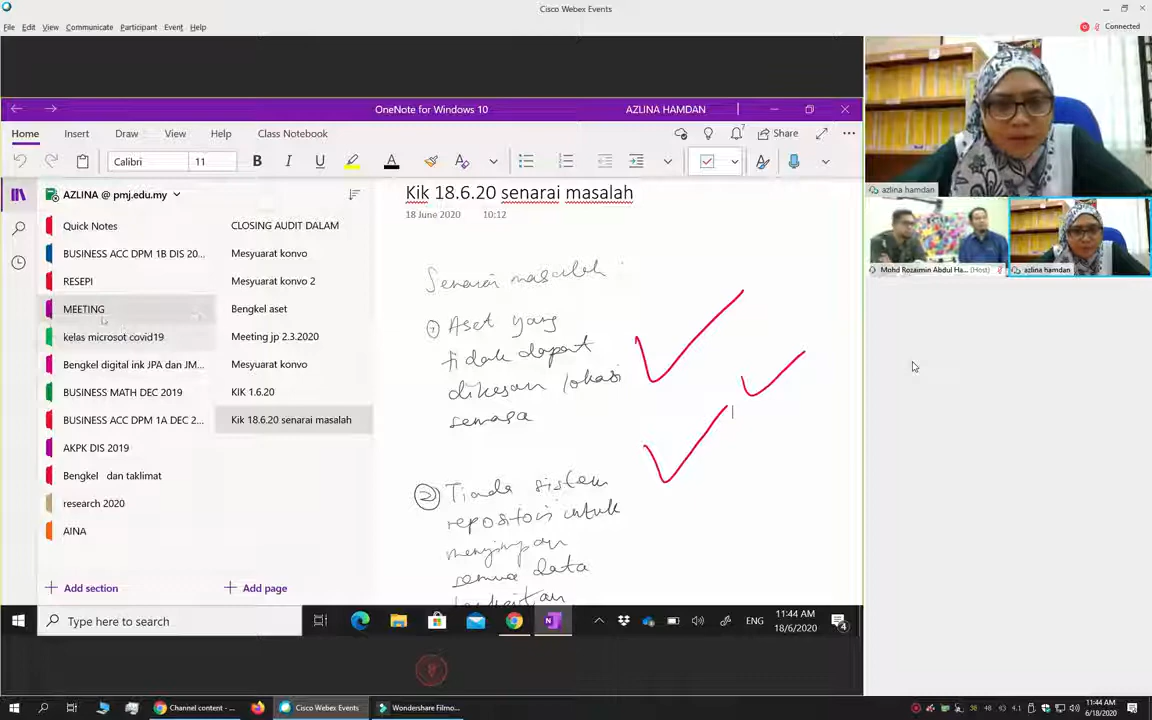 Cisco Webex Events
File Edit View Communicate Participant Event Help
Connected
OneNote for Windows 10
AZLINA HAMDAN
Home Insert Draw View Help Class Notebook
Share
Calibri 11 B I U A
AZLINA @ pmj.edu.my
Quick Notes
BUSINESS ACC DPM 1B DIS 20...
RESEPI
MEETING
kelas microsot covid19
Bengkel digital ink JPA dan JM...
BUSINESS MATH DEC 2019
BUSINESS ACC DPM 1A DEC 2...
AKPK DIS 2019
Bengkel dan taklimat
research 2020
AINA
Add section
CLOSING AUDIT DALAM
Mesyuarat konvo
Mesyuarat konvo 2
Bengkel aset
Meeting jp 2.3.2020
Mesyuarat konvo
KIK 1.6.20
Kik 18.6.20 senarai masalah
Add page
Kik 18.6.20 senarai masalah
18 June 2020 10:12
Senarai masalah
① Aset yang
tidak dapat
dikesan lokasi
semasa
② Tiada sistem
repositori untuk
menyimpan
semua data
berkaitan
azlina hamdan
Mohd Rozaimin Abdul Ha... (Host)
azlina hamdan
Type here to search
ENG
11:44 AM
18/6/2020
4
Channel content - ...
Cisco Webex Events
Wondershare Filmo...
11:44 AM
6/18/2020